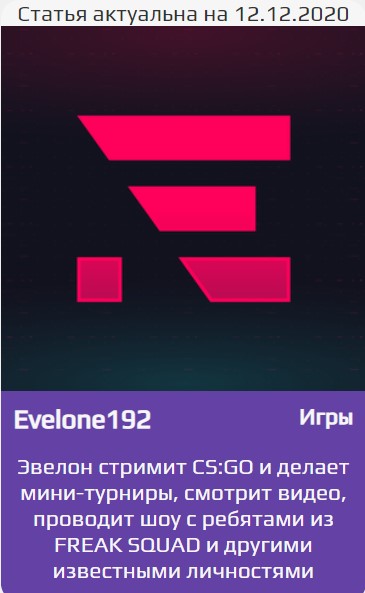 Статья актуальна на 12.12.2020
Evelone192
Игры
Эвелон стримит CS:GO и делает
мини-турниры, смотрит видео,
проводит шоу с ребятами из
FREAK SQUAD и другими
известными личностями